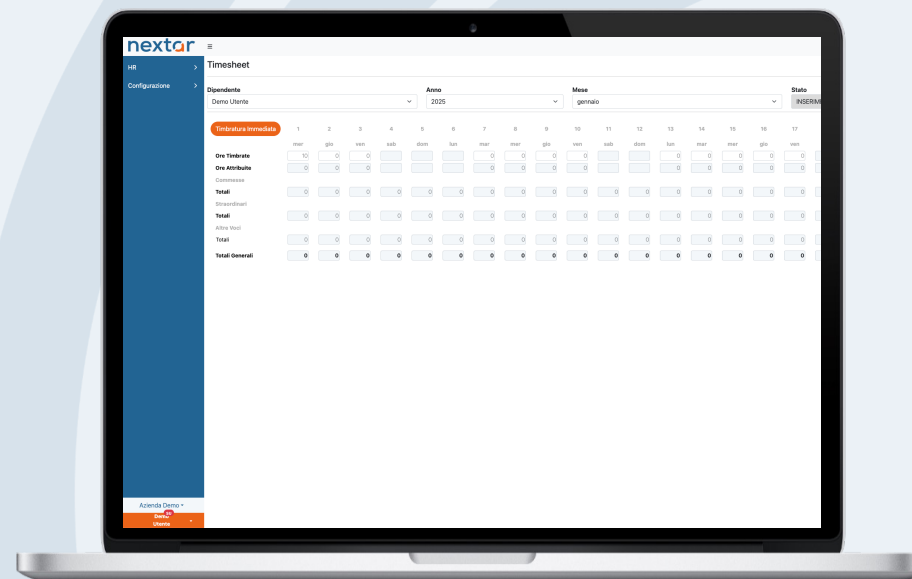 nextar
HR
Configurazione
Timesheet
Dipendente Anno Mese Stato
Demo Utente 2025 gennaio INSERIM
Timbratura Immediata 1 2 3 4 5 6 7 8 9 10 11 12 13 14 15 16 17
mer gio ven sab dom lun mar mer gio ven sab dom lun mar mer gio ven
Ore Timbrate 10 0 0 0 0 0 0 0 0 0 0 0
Ore Attribuite 0 0 0 0 0 0 0 0 0 0 0 0
Commesse
Totali 0 0 0 0 0 0 0 0 0 0 0 0 0 0 0 0 0
Straordinari
Totali 0 0 0 0 0 0 0 0 0 0 0 0 0 0 0 0 0
Altre Voci
Totali 0 0 0 0 0 0 0 0 0 0 0 0 0 0 0 0 0
Totali Generali 0 0 0 0 0 0 0 0 0 0 0 0 0 0 0 0 0
Azienda Demo
Demo
Utente